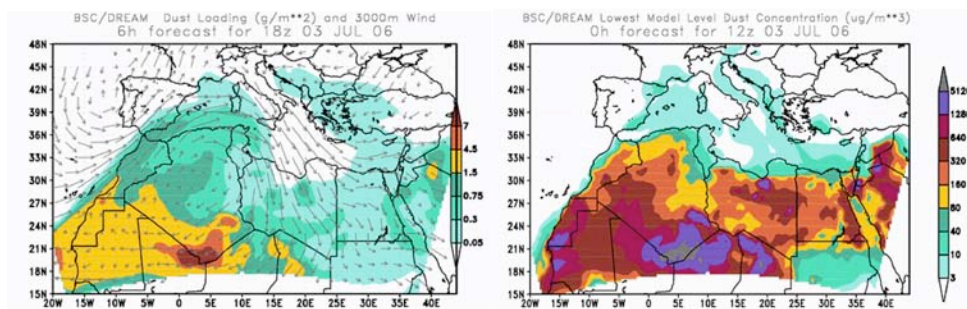 BSC/DREAM Dust Loading (g/m**2) and 3000m Wind
6h forecast for 18z 03 JUL 06
48N
45N
42N
39N
36N
33N
30N
27N
24N
21N
18N
15N
20W 15W 10W 5W 0 5E 10E 15E 20E 25E 30E 35E 40E
7
4.5
1.5
0.75
0.3
0.05
BSC/DREAM Lowest Model Level Dust Concentration (ug/m**3)
0h forecast for 12z 03 JUL 06
48N
45N
42N
39N
36N
33N
30N
27N
24N
21N
18N
15N
20W 15W 10W 5W 0 5E 10E 15E 20E 25E 30E 35E 40E
5120
1280
640
320
160
80
40
10
3